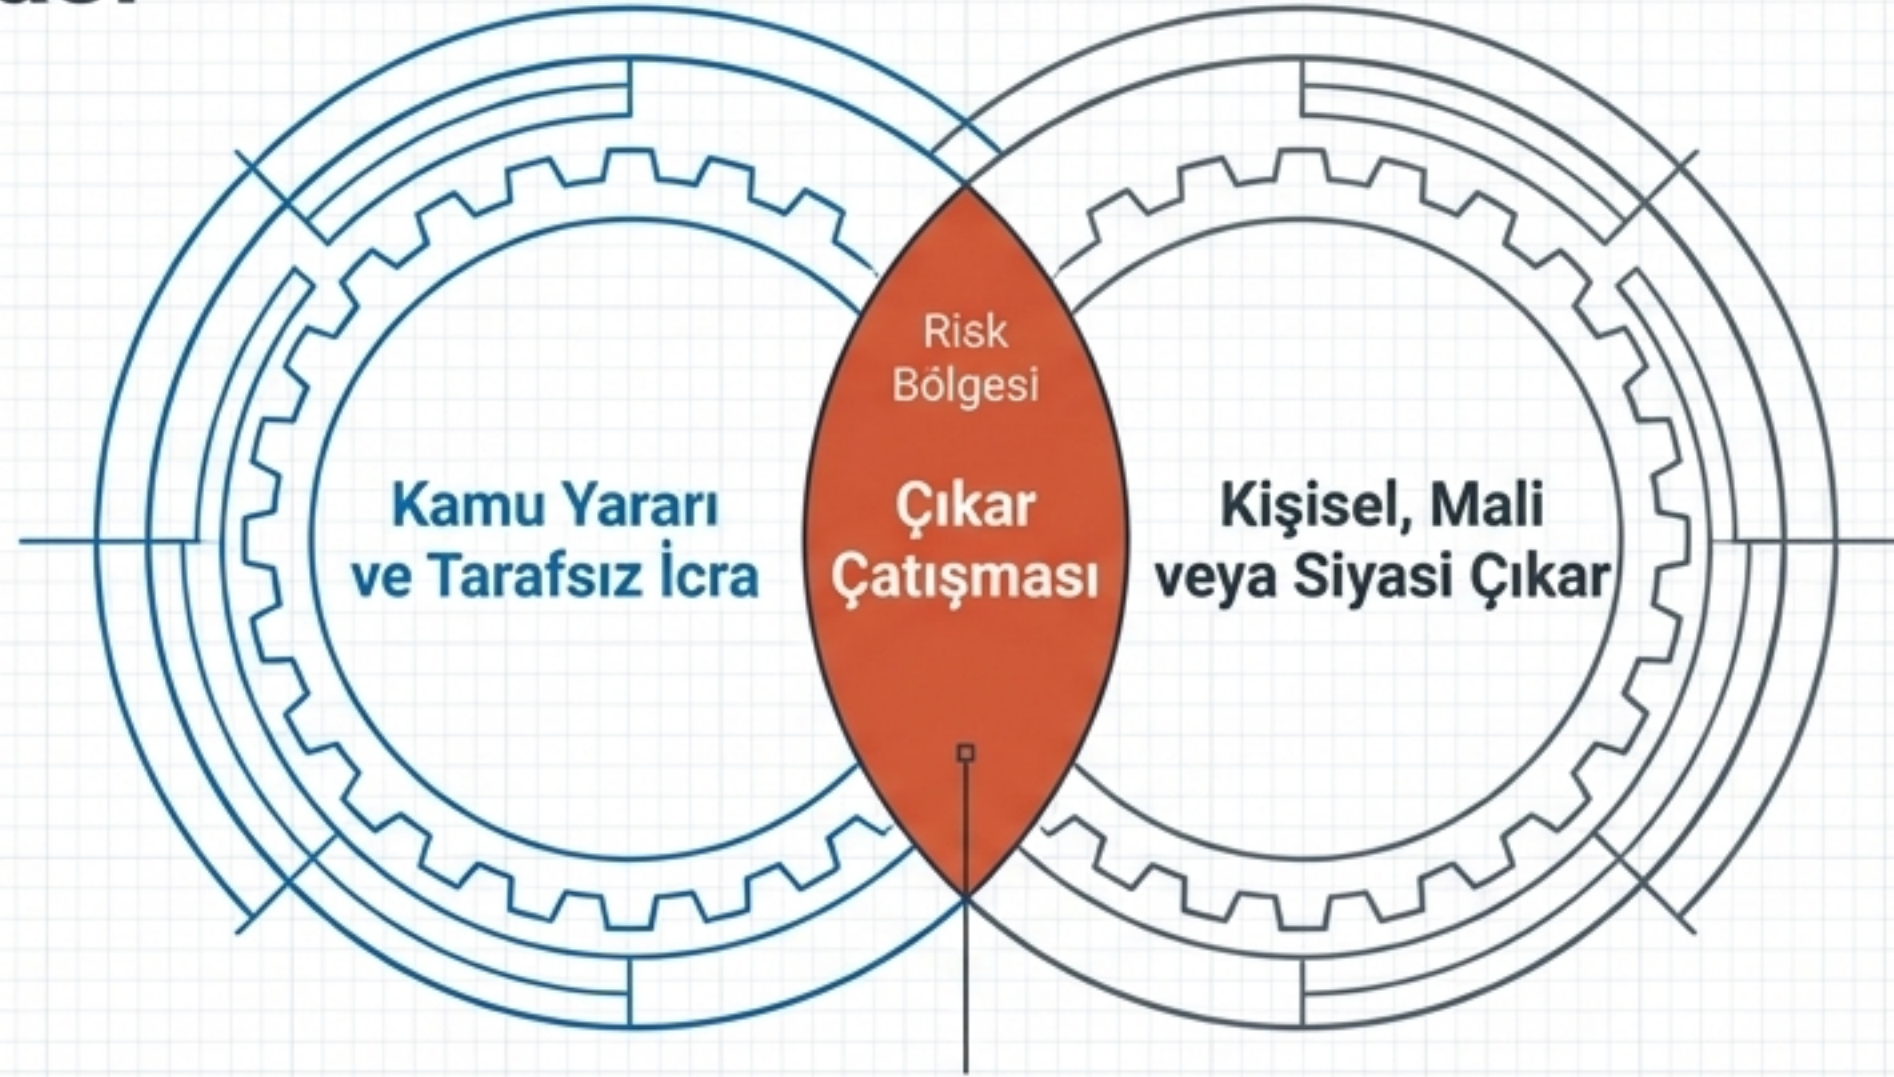 Risk
Bölgesi
Kamu Yararı
ve Tarafsız İcra
Çıkar
Çatışması
Kişisel, Mali
veya Siyasi Çıkar